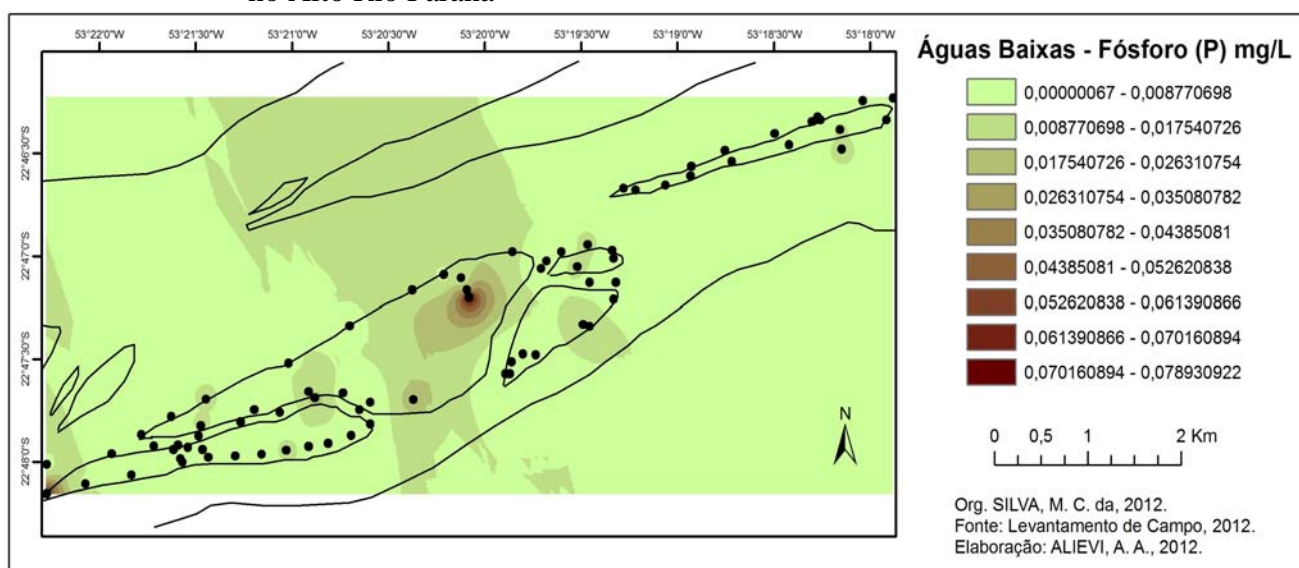 no Alto Rio Paraná
53°22'0"W 53°21'30"W 53°21'0"W 53°20'30"W 53°20'0"W 53°19'30"W 53°19'0"W 53°18'30"W 53°18'0"W
22°46'30"S
22°47'0"S
22°47'30"S
22°48'0"S
N
Águas Baixas - Fósforo (P) mg/L
0,00000067 - 0,008770698
0,008770698 - 0,017540726
0,017540726 - 0,026310754
0,026310754 - 0,035080782
0,035080782 - 0,04385081
0,04385081 - 0,052620838
0,052620838 - 0,061390866
0,061390866 - 0,070160894
0,070160894 - 0,078930922
0 0,5 1 2 Km
Org. SILVA, M. C. da, 2012.
Fonte: Levantamento de Campo, 2012.
Elaboração: ALIEVI, A. A., 2012.